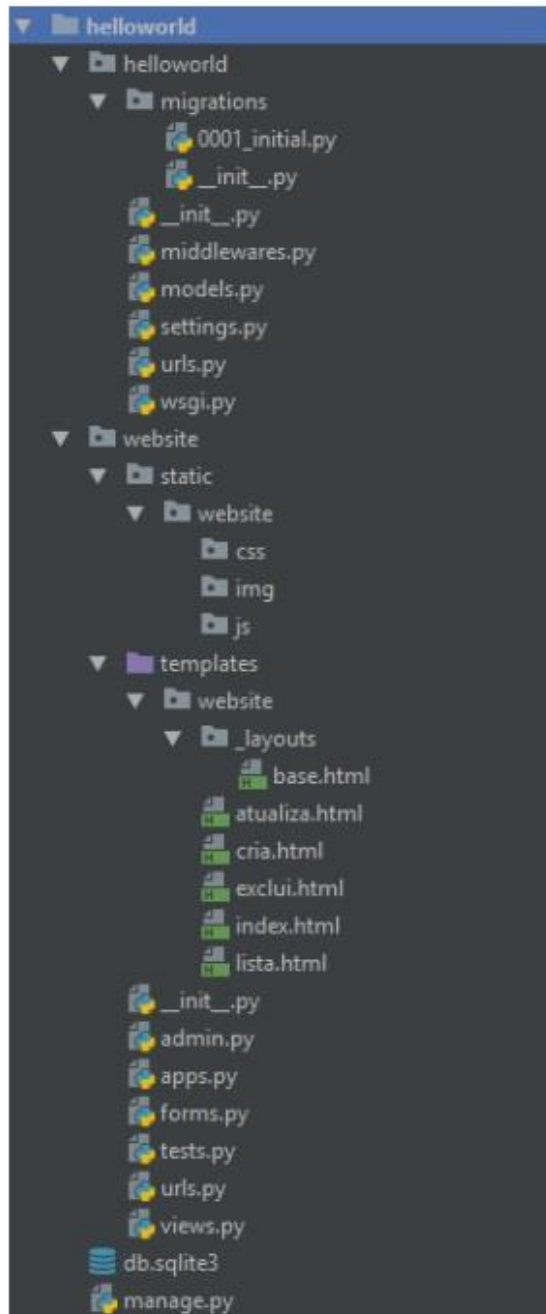 helloworld
helloworld
migrations
0001_initial.py
__init__.py
__init__.py
middlewares.py
models.py
settings.py
urls.py
wsgi.py
website
static
website
css
img
js
templates
website
_layouts
base.html
atualiza.html
cria.html
exclui.html
index.html
lista.html
__init__.py
admin.py
apps.py
forms.py
tests.py
urls.py
views.py
db.sqlite3
manage.py